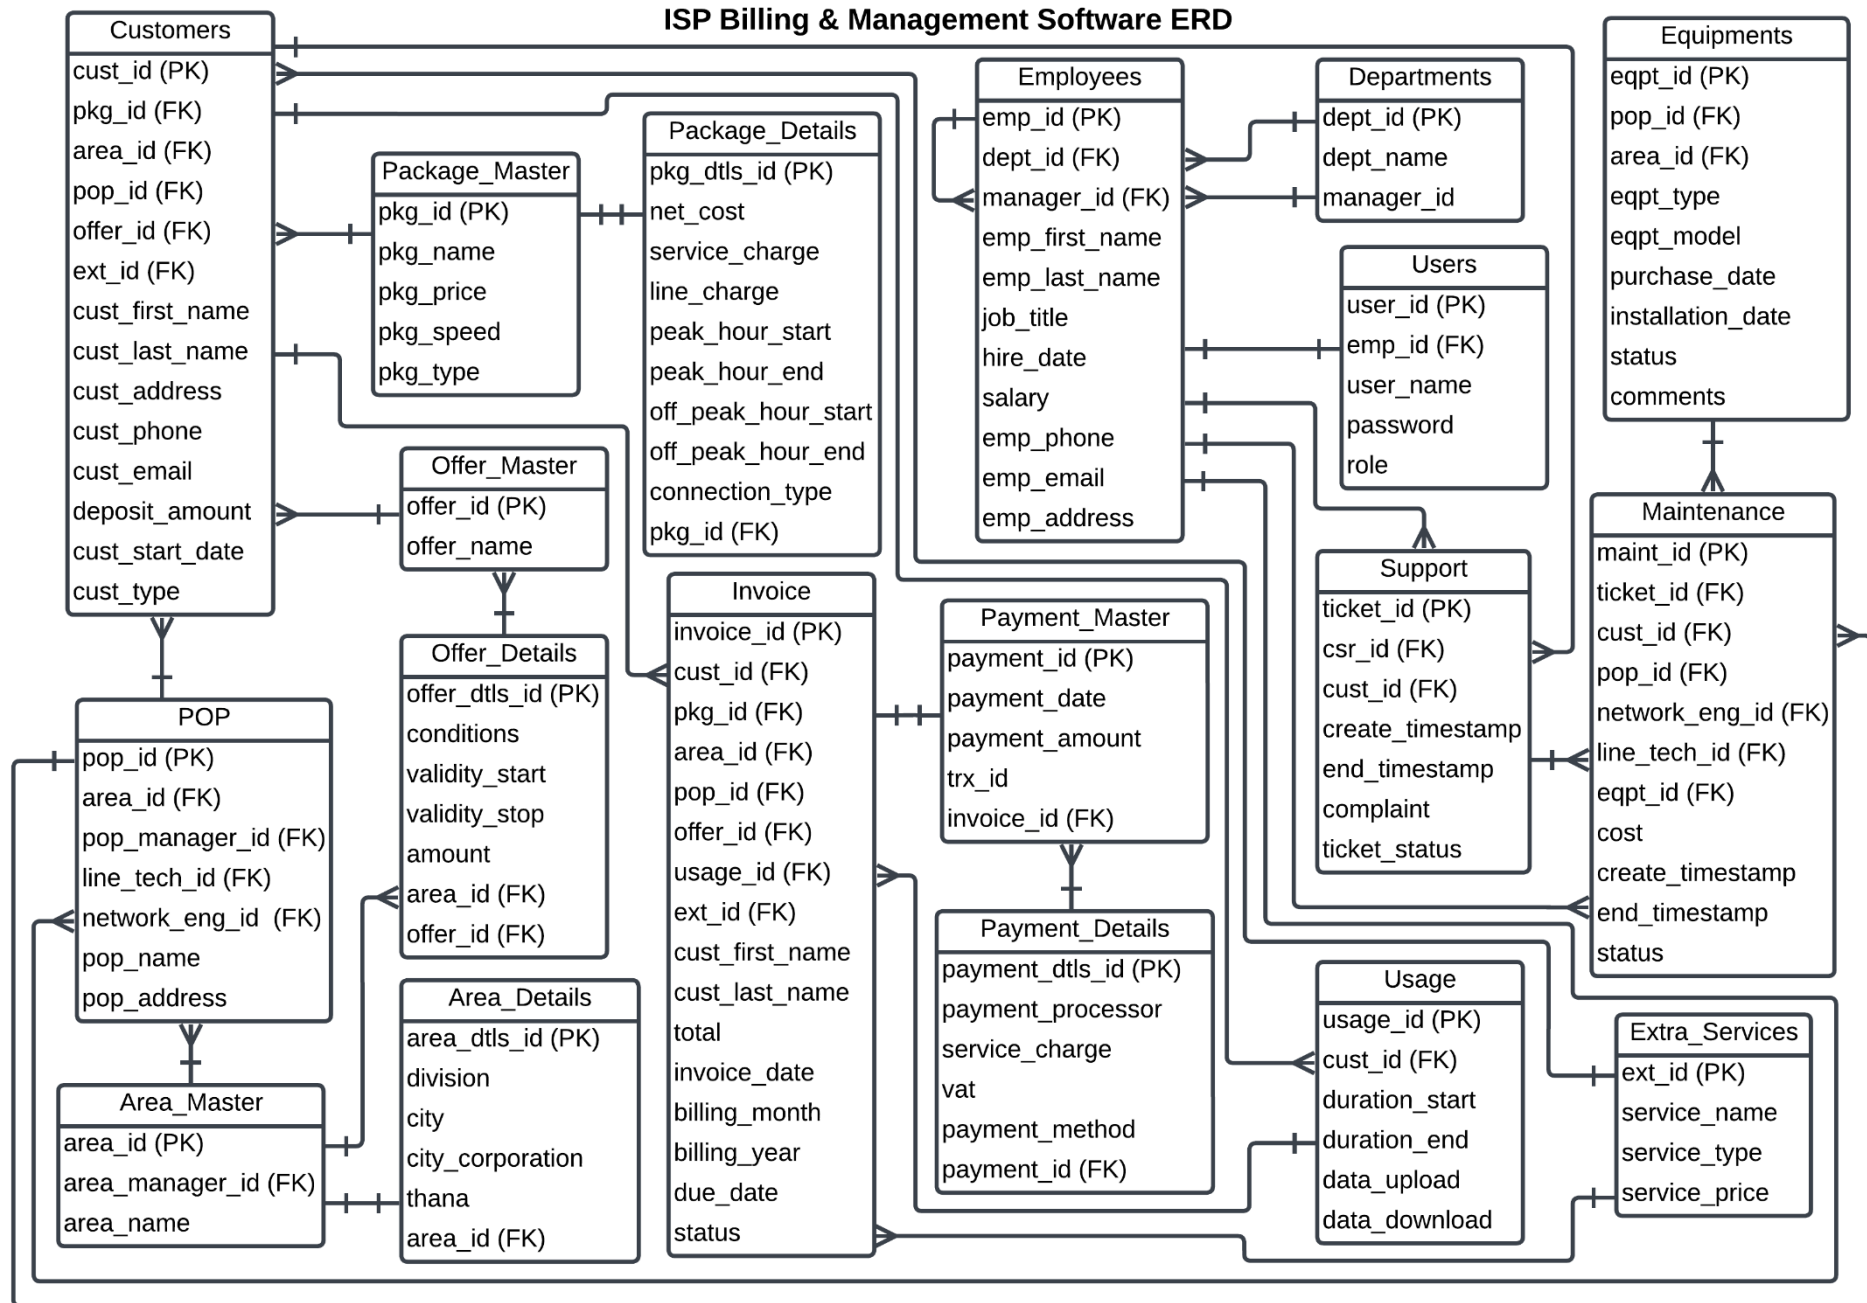 ISP Billing & Management Software ERD
Customers
cust_id (PK)
pkg_id (FK)
area_id (FK)
pop_id (FK)
offer_id (FK)
ext_id (FK)
cust_first_name
cust_last_name
cust_address
cust_phone
cust_email
deposit_amount
cust_start_date
cust_type
Package_Master
pkg_id (PK)
pkg_name
pkg_price
pkg_speed
pkg_type
Package_Details
pkg_dtls_id (PK)
net_cost
service_charge
line_charge
peak_hour_start
peak_hour_end
off_peak_hour_start
off_peak_hour_end
connection_type
pkg_id (FK)
Employees
emp_id (PK)
dept_id (FK)
manager_id (FK)
emp_first_name
emp_last_name
job_title
hire_date
salary
emp_phone
emp_email
emp_address
Departments
dept_id (PK)
dept_name
manager_id
Users
user_id (PK)
emp_id (FK)
user_name
password
role
Equipments
eqpt_id (PK)
pop_id (FK)
area_id (FK)
eqpt_type
eqpt_model
purchase_date
installation_date
status
comments
Offer_Master
offer_id (PK)
offer_name
Offer_Details
offer_dtls_id (PK)
conditions
validity_start
validity_stop
amount
area_id (FK)
offer_id (FK)
POP
pop_id (PK)
area_id (FK)
pop_manager_id (FK)
line_tech_id (FK)
network_eng_id (FK)
pop_name
pop_address
Area_Master
area_id (PK)
area_manager_id (FK)
area_name
Area_Details
area_dtls_id (PK)
division
city
city_corporation
thana
area_id (FK)
Invoice
invoice_id (PK)
cust_id (FK)
pkg_id (FK)
area_id (FK)
pop_id (FK)
offer_id (FK)
usage_id (FK)
ext_id (FK)
cust_first_name
cust_last_name
total
invoice_date
billing_month
billing_year
due_date
status
Payment_Master
payment_id (PK)
payment_date
payment_amount
trx_id
invoice_id (FK)
Payment_Details
payment_dtls_id (PK)
payment_processor
service_charge
vat
payment_method
payment_id (FK)
Support
ticket_id (PK)
csr_id (FK)
cust_id (FK)
create_timestamp
end_timestamp
complaint
ticket_status
Maintenance
maint_id (PK)
ticket_id (FK)
cust_id (FK)
pop_id (FK)
network_eng_id (FK)
line_tech_id (FK)
eqpt_id (FK)
cost
create_timestamp
end_timestamp
status
Usage
usage_id (PK)
cust_id (FK)
duration_start
duration_end
data_upload
data_download
Extra_Services
ext_id (PK)
service_name
service_type
service_price